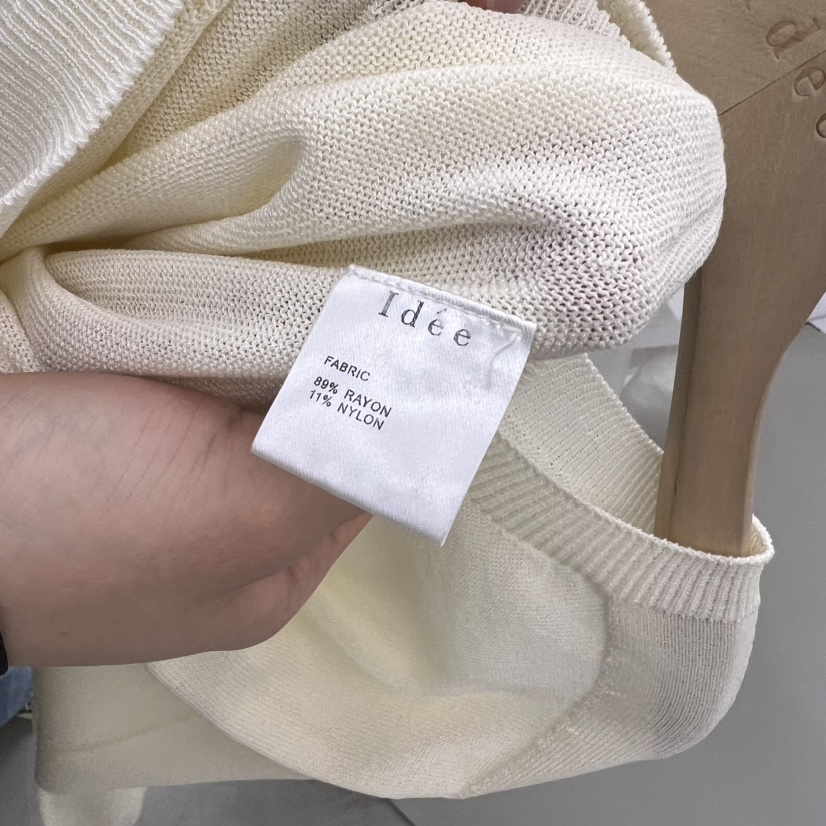 Idée
FABRIC
89% RAYON
11% NYLON